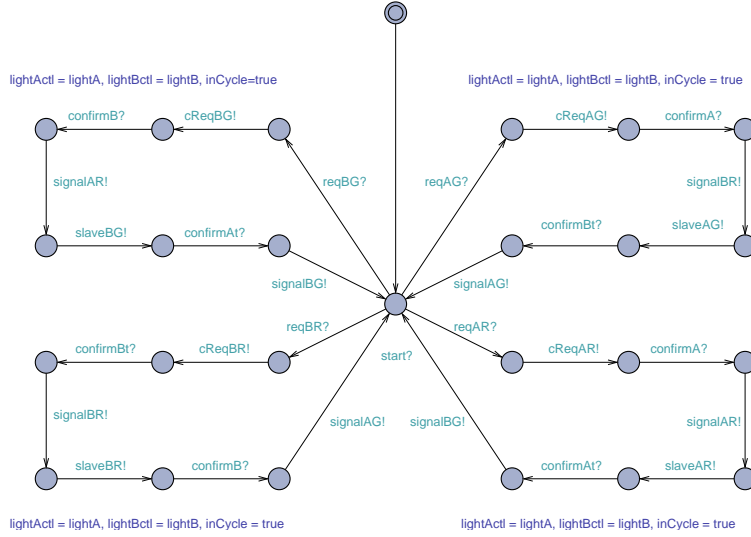 lightActl = lightA, lightBctl = lightB, inCycle=true
lightActl = lightA, lightBctl = lightB, inCycle = true
confirmB?
cReqBG!
cReqAG!
confirmA?
signalAR!
reqBG?
reqAG?
signalBR!
slaveBG!
confirmAt?
confirmBt?
slaveAG!
signalBG!
signalAG!
reqBR?
reqAR?
confirmBt?
cReqBR!
start?
cReqAR!
confirmA?
signalBR!
signalAG!
signalBG!
signalAR!
slaveBR!
confirmB?
confirmAt?
slaveAR!
lightActl = lightA, lightBctl = lightB, inCycle = true
lightActl = lightA, lightBctl = lightB, inCycle = true